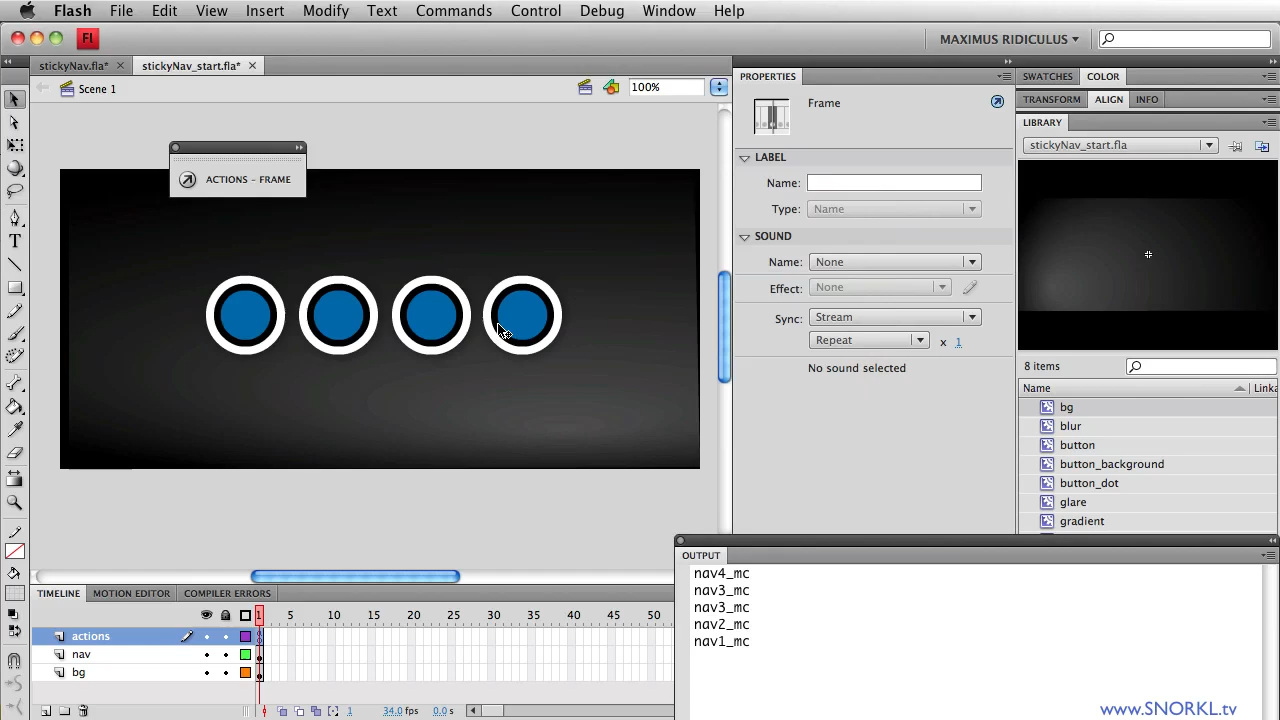 Flash File Edit View Insert Modify Text Commands Control Debug Window Help
Fl MAXIMUS RIDICULUS
stickyNav.fla* stickyNav_start.fla*
Scene 1 100%
ACTIONS - FRAME
PROPERTIES
Frame
LABEL
Name:
Type: Name
SOUND
Name: None
Effect: None
Sync: Stream
Repeat x 1
No sound selected
SWATCHES COLOR
TRANSFORM ALIGN INFO
LIBRARY
stickyNav_start.fla
8 items
Name Linka
bg
blur
button
button_background
button_dot
glare
gradient
TIMELINE MOTION EDITOR COMPILER ERRORS
1 5 10 15 20 25 30 35 40 45 50
actions
nav
bg
1 34.0 fps 0.0 s
OUTPUT
nav4_mc
nav3_mc
nav3_mc
nav2_mc
nav1_mc
www.SNORKL.tv